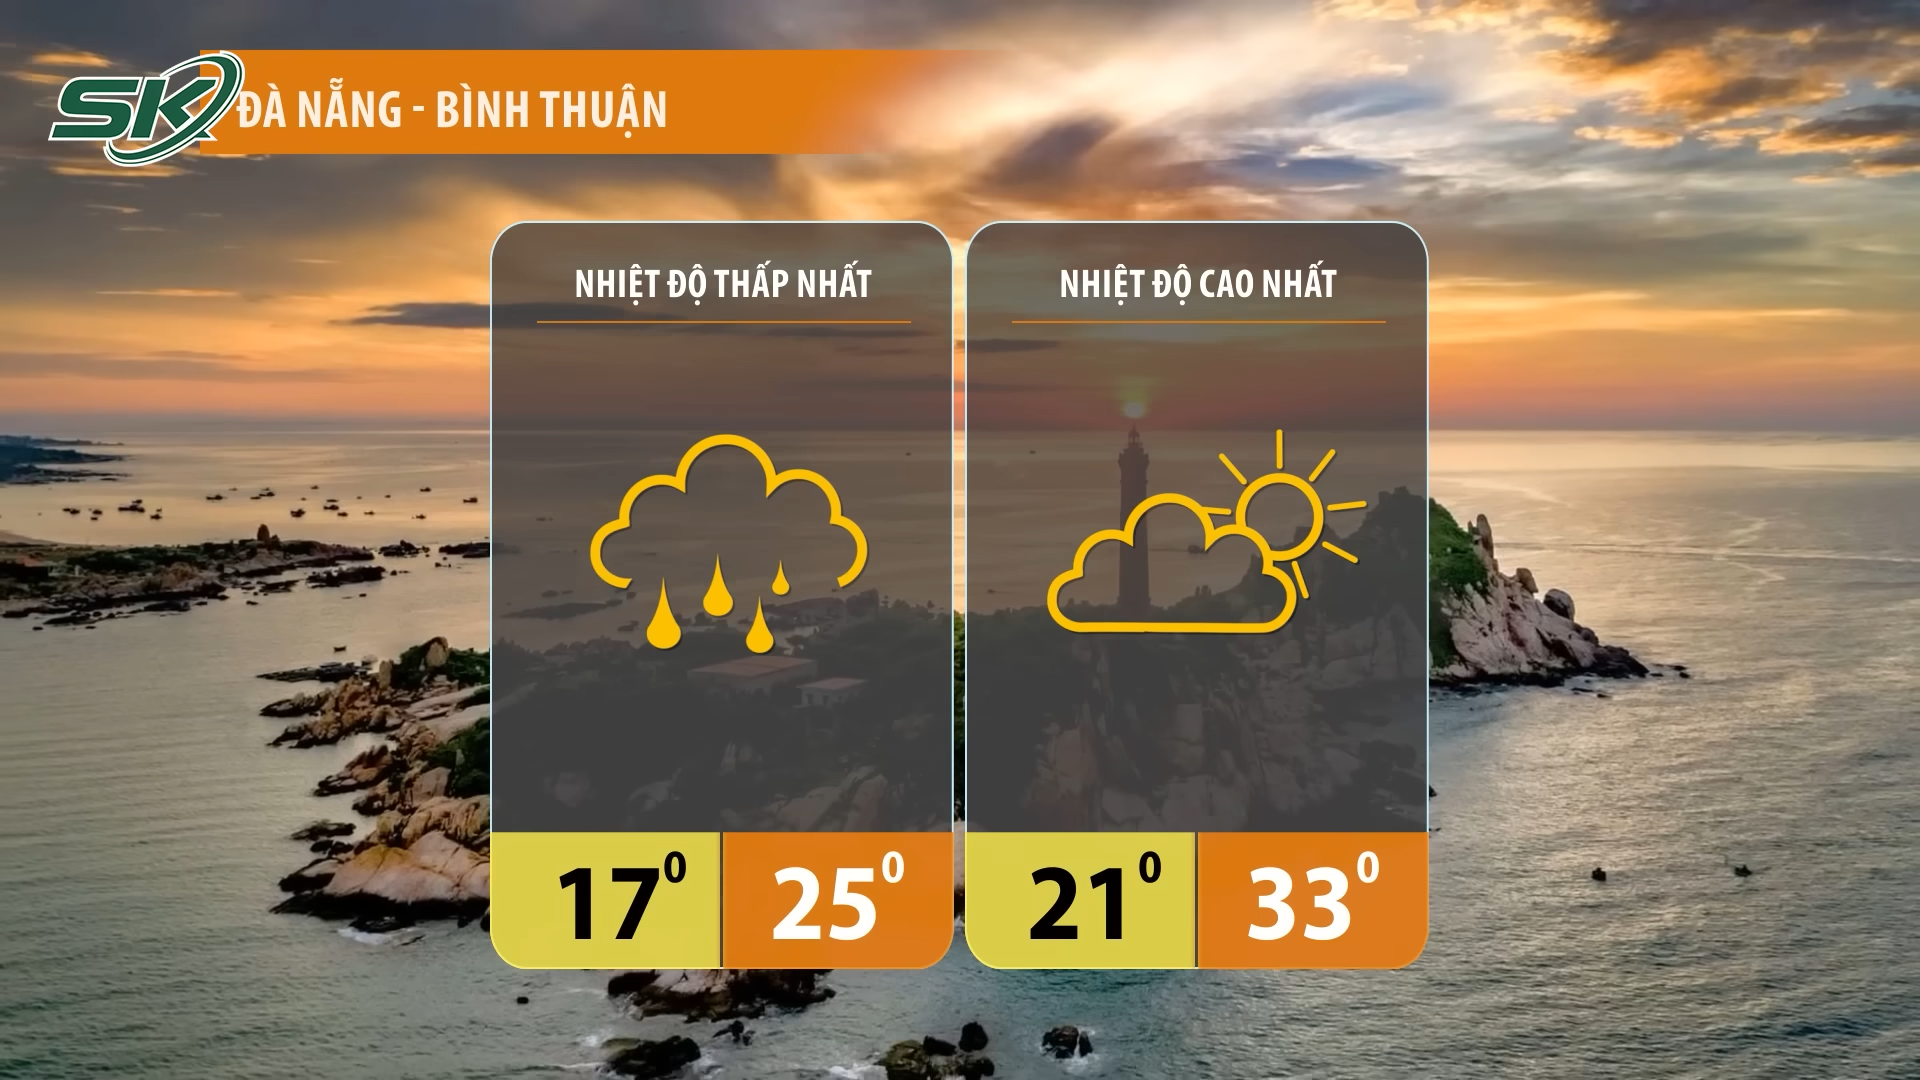 SK
ĐÀ NẴNG - BÌNH THUẬN
NHIỆT ĐỘ THẤP NHẤT
NHIỆT ĐỘ CAO NHẤT
17⁰ 25⁰
21⁰ 33⁰